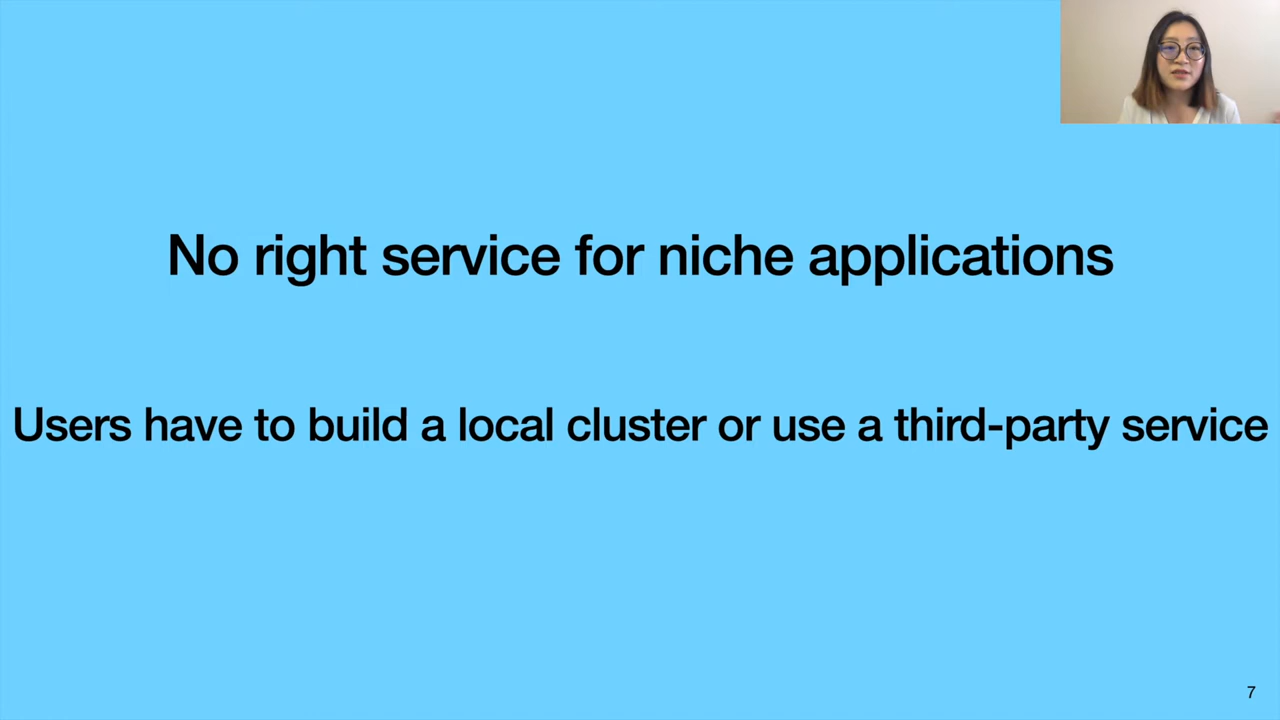 No right service for niche applications
Users have to build a local cluster or use a third-party service
7